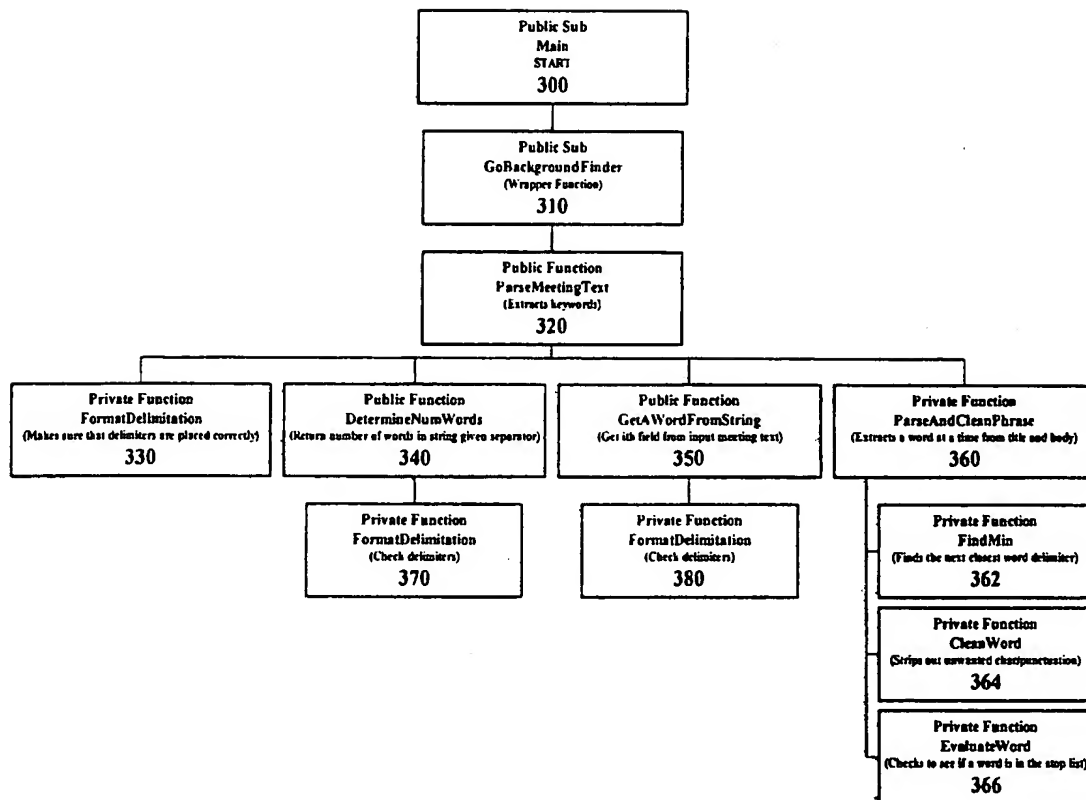 Public Sub
Main
START
300
Public Sub
GoBackgroundFinder
(Wrapper Function)
310
Public Function
ParseMeetingText
(Extracts keywords)
320
Private Function
FormatDelimitation
(Makes sure that delimiters are placed correctly)
330
Public Function
DetermineNumWords
(Return number of words in string given separator)
340
Public Function
GetAWordFromString
(Get ith field from input meeting text)
350
Private Function
ParseAndCleanPhrase
(Extracts a word at a time from title and body)
360
Private Function
FormatDelimitation
(Check delimiters)
370
Private Function
FormatDelimitation
(Check delimiters)
380
Private Function
FindMin
(Finds the next closest word delimiter)
362
Private Function
CleanWord
(Strips out unwanted char/punctuation)
364
Private Function
EvaluateWord
(Checks to see if a word is in the stop list)
366